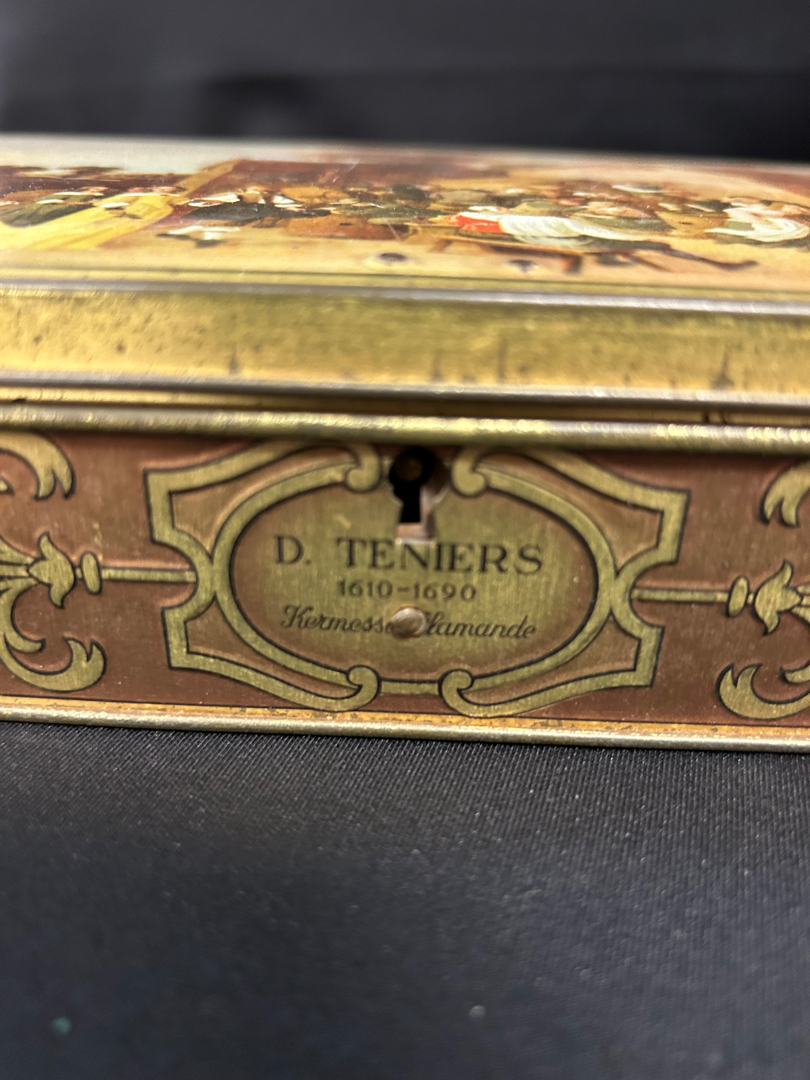 D. TENIERS
1610-1690
Kermesse Flamande